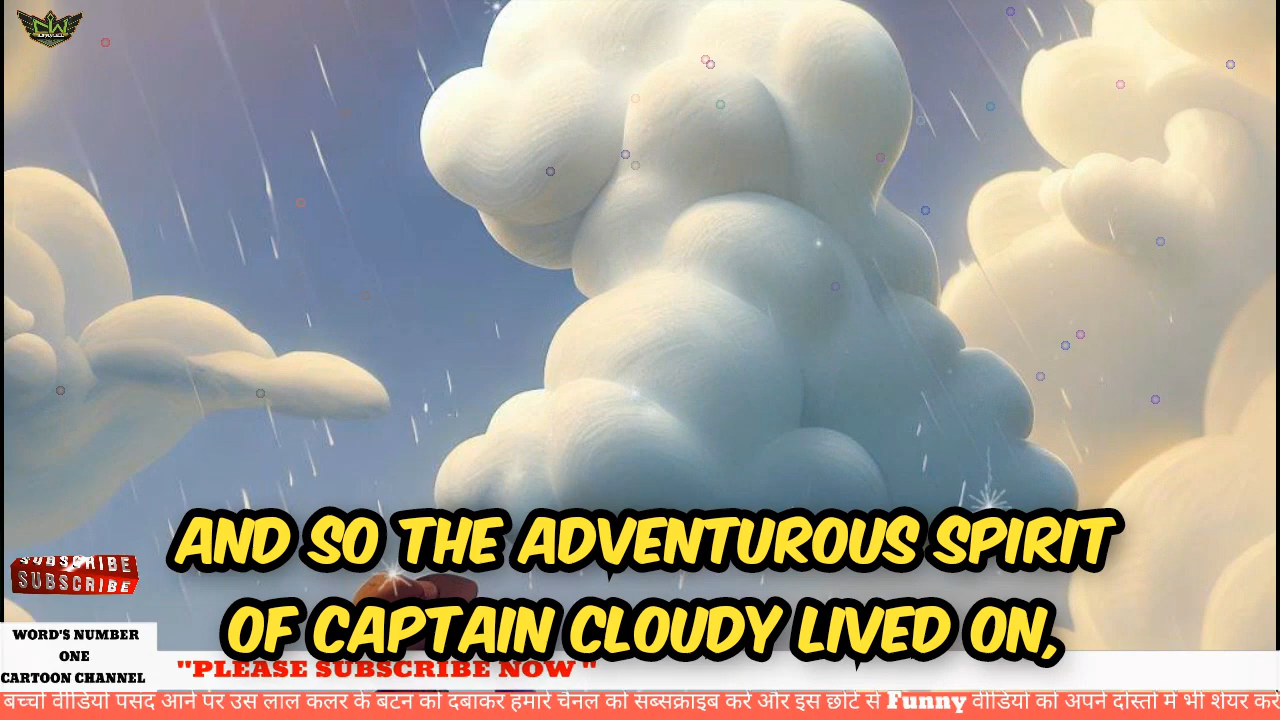 AND SO THE ADVENTUROUS SPIRIT
OF CAPTAIN CLOUDY LIVED ON,
SUBSCRIBE
SUBSCRIBE
WORD'S NUMBER
ONE
CARTOON CHANNEL
"PLEASE SUBSCRIBE NOW "
बच्चों वीडियो पसंद आने पर उस लाल कलर के बटन को दबाकर हमारे चैनल को सब्सक्राइब करें और इस छोटे से Funny वीडियो को अपने दोस्तों में भी शेयर करें